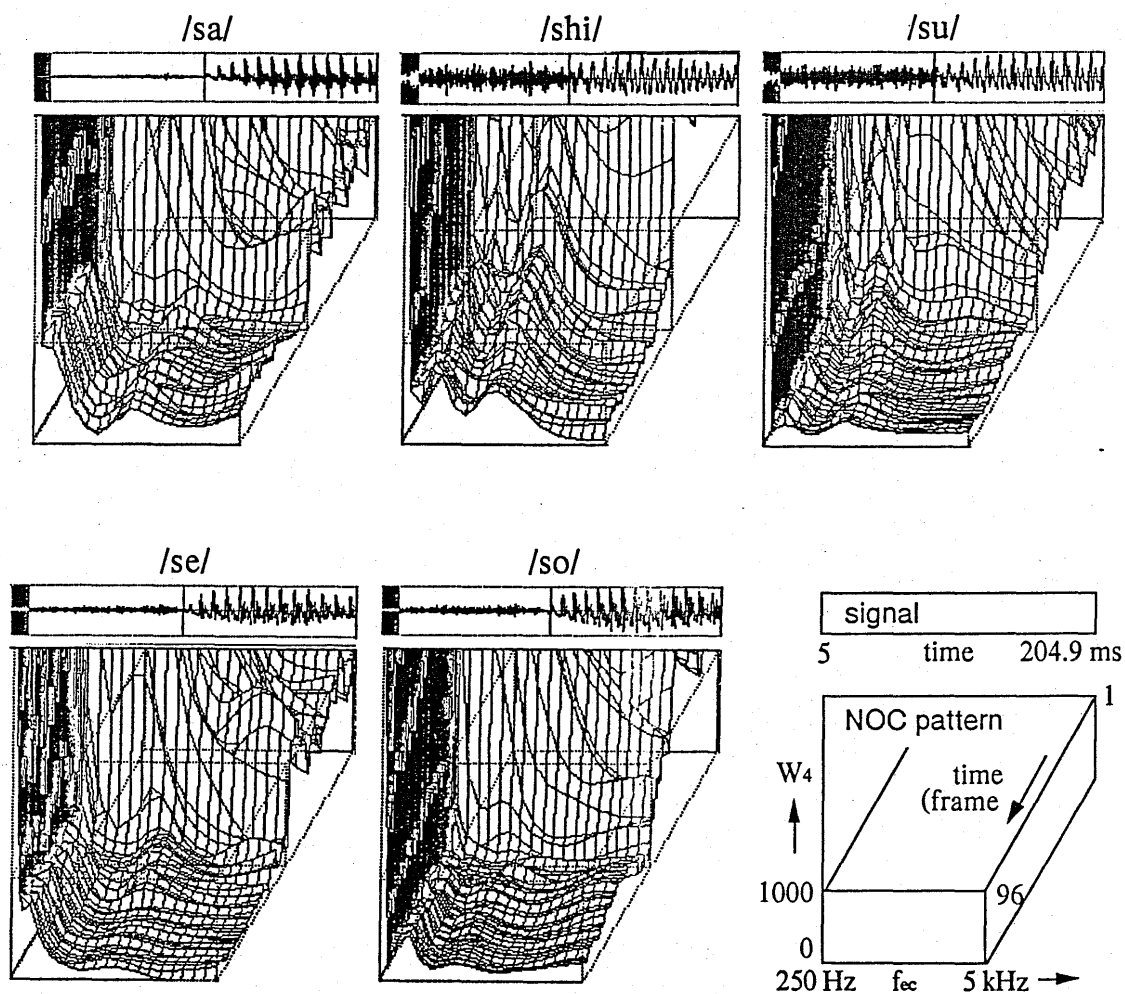 /sa/
/shi/
/su/
/se/
/so/
signal
5 time 204.9 ms
NOC pattern
1
W4
time
(frame
1000
96
0
250 Hz fec 5 kHz